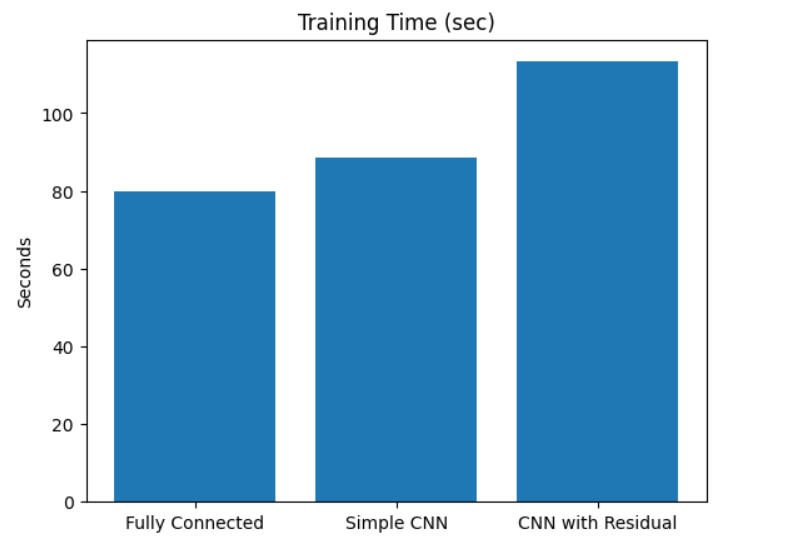 Training Time (sec)
Seconds
100
80
60
40
20
0
Fully Connected
Simple CNN
CNN with Residual